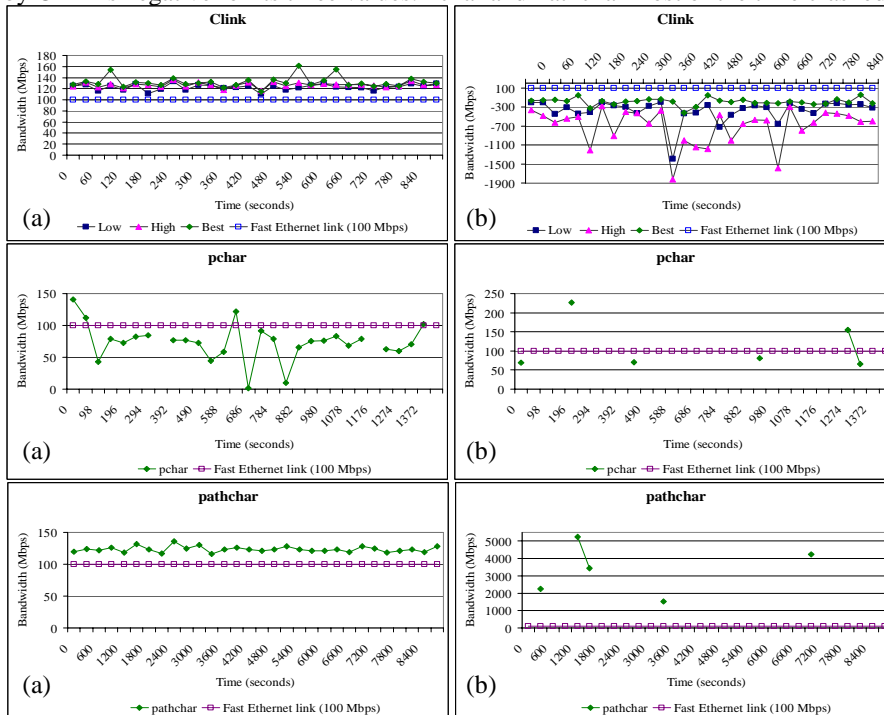 is negative for its three values. most of the time
Clink
Bandwidth (Mbps)
180
160
140
120
100
80
60
40
20
0
0 60 120 180 240 300 360 420 480 540 600 660 720 780 840
Time (seconds)
(a)
Low High Best Fast Ethernet link (100 Mbps)
Clink
0 60 120 180 240 300 360 420 480 540 600 660 720 780 840
Bandwidth (Mbps)
100
-300
-700
-1100
-1500
-1900
Time (seconds)
(b)
Low High Best Fast Ethernet link (100 Mbps)
pchar
Bandwidth (Mbps)
150
100
50
0
0 98 196 294 392 490 588 686 784 882 980 1078 1176 1274 1372
Time (seconds)
(a)
pchar Fast Ethernet link (100 Mbps)
pchar
Bandwidth (Mbps)
250
200
150
100
50
0
0 98 196 294 392 490 588 686 784 882 980 1078 1176 1274 1372
Time (seconds)
(b)
pchar Fast Ethernet link (100 Mbps)
pathchar
Bandwidth (Mbps)
150
100
50
0
0 600 1200 1800 2400 3000 3600 4200 4800 5400 6000 6600 7200 7800 8400
Time (seconds)
(a)
pathchar Fast Ethernet link (100 Mbps)
pathchar
Bandwidth (Mbps)
5000
4000
3000
2000
1000
0
0 600 1200 1800 2400 3000 3600 4200 4800 5400 6000 6600 7200 7800 8400
Time (seconds)
(b)
pathchar Fast Ethernet link (100 Mbps)